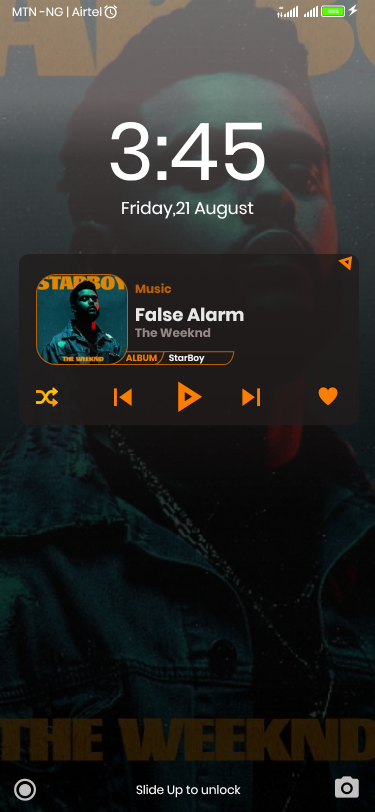 MTN -NG | Airtel
3:45
Friday,21 August
STARBOY
THE WEEKND
Music
False Alarm
The Weeknd
ALBUM StarBoy
THE WEEKND
Slide Up to unlock